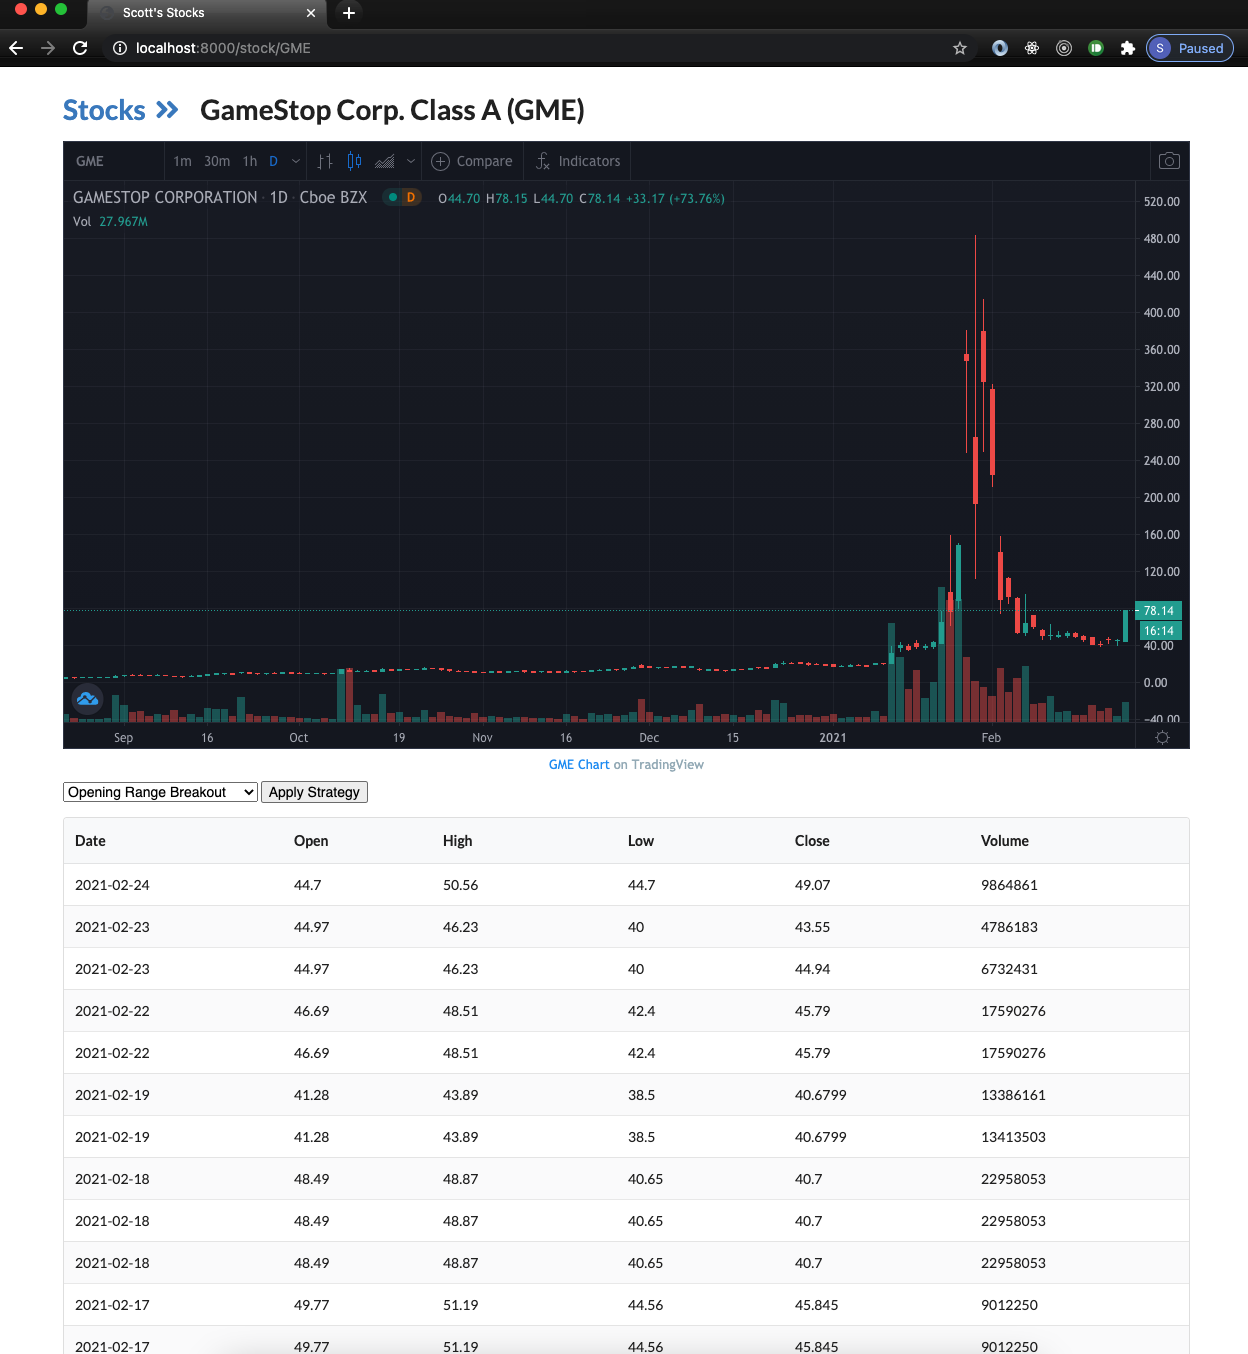 Scott's Stocks
localhost:8000/stock/GME
S Paused
Stocks » GameStop Corp. Class A (GME)
GME 1m 30m 1h D Compare Indicators
GAMESTOP CORPORATION · 1D · Cboe BZX D O44.70 H78.15 L44.70 C78.14 +33.17 (+73.76%)
Vol 27.967M
520.00
480.00
440.00
400.00
360.00
320.00
280.00
240.00
200.00
160.00
120.00
78.14
16:14
40.00
0.00
−40.00
Sep 16 Oct 19 Nov 16 Dec 15 2021 Feb
GME Chart on TradingView
Opening Range Breakout Apply Strategy
Date Open High Low Close Volume
2021-02-24 44.7 50.56 44.7 49.07 9864861
2021-02-23 44.97 46.23 40 43.55 4786183
2021-02-23 44.97 46.23 40 44.94 6732431
2021-02-22 46.69 48.51 42.4 45.79 17590276
2021-02-22 46.69 48.51 42.4 45.79 17590276
2021-02-19 41.28 43.89 38.5 40.6799 13386161
2021-02-19 41.28 43.89 38.5 40.6799 13413503
2021-02-18 48.49 48.87 40.65 40.7 22958053
2021-02-18 48.49 48.87 40.65 40.7 22958053
2021-02-18 48.49 48.87 40.65 40.7 22958053
2021-02-17 49.77 51.19 44.56 45.845 9012250
2021-02-17 49.77 51.19 44.56 45.845 9012250